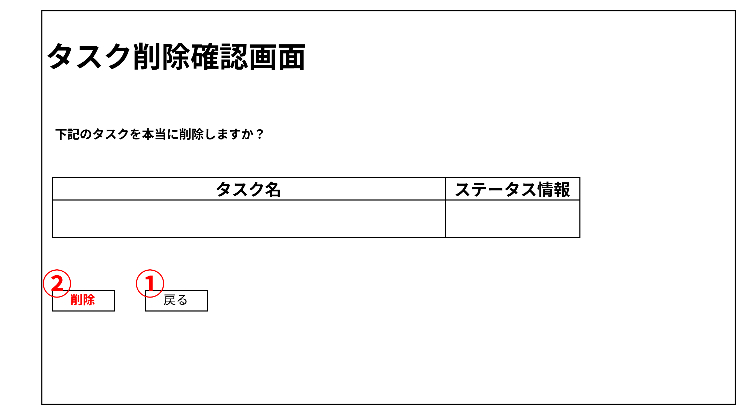 タスク削除確認画面
下記のタスクを本当に削除しますか？
タスク名 ステータス情報
② ①
削除 戻る